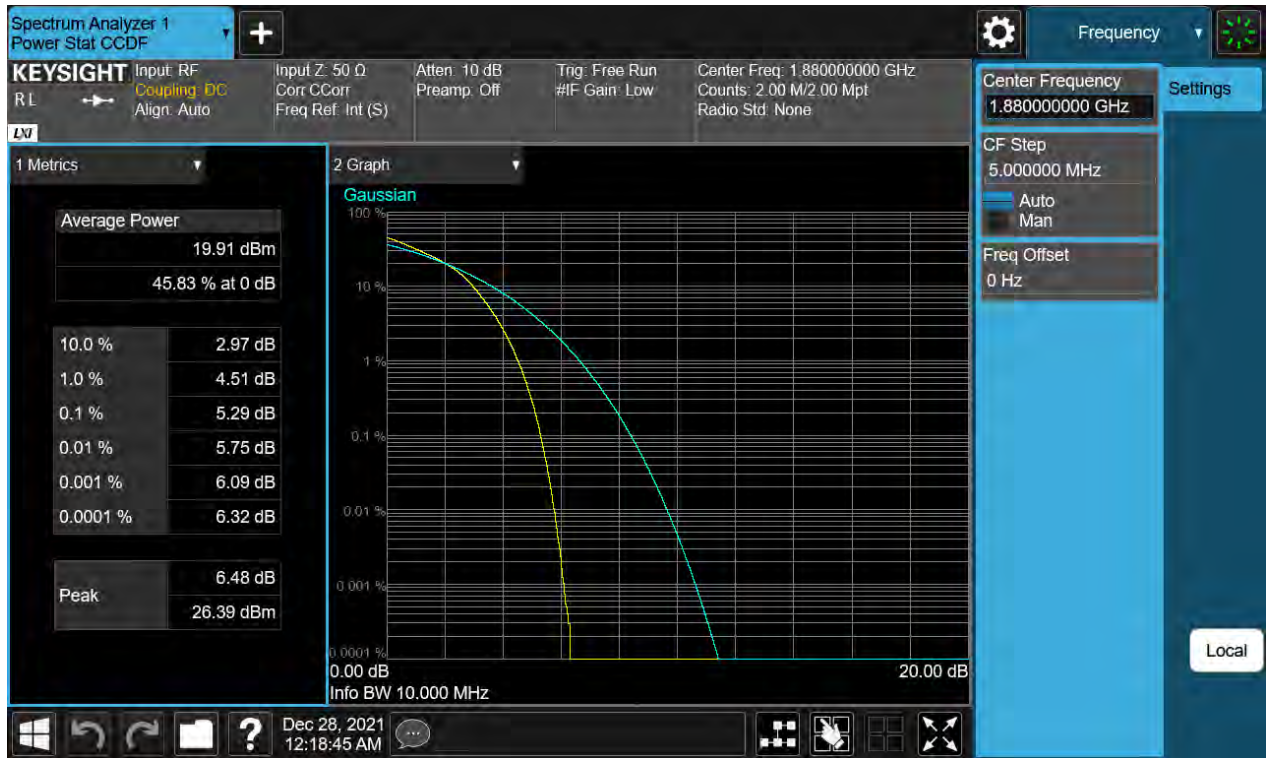 Spectrum Analyzer 1
Power Stat CCDF
+
Frequency
KEYSIGHT
RL
LXI
Input: RF
Coupling: DC
Align: Auto
Input Z: 50 Ω
Corr CCorr
Freq Ref: Int (S)
Atten: 10 dB
Preamp: Off
Trig: Free Run
#IF Gain: Low
Center Freq: 1.880000000 GHz
Counts: 2.00 M/2.00 Mpt
Radio Std: None
Center Frequency
1.880000000 GHz
Settings
CF Step
5.000000 MHz
Auto
Man
Freq Offset
0 Hz
Local
1 Metrics
Average Power
19.91 dBm
45.83 % at 0 dB
10.0 % 2.97 dB
1.0 % 4.51 dB
0.1 % 5.29 dB
0.01 % 5.75 dB
0.001 % 6.09 dB
0.0001 % 6.32 dB
Peak
6.48 dB
26.39 dBm
2 Graph
Gaussian
100 %
10 %
1 %
0.1 %
0.01 %
0.001 %
0.0001 %
0.00 dB 20.00 dB
Info BW 10.000 MHz
?
Dec 28, 2021
12:18:45 AM